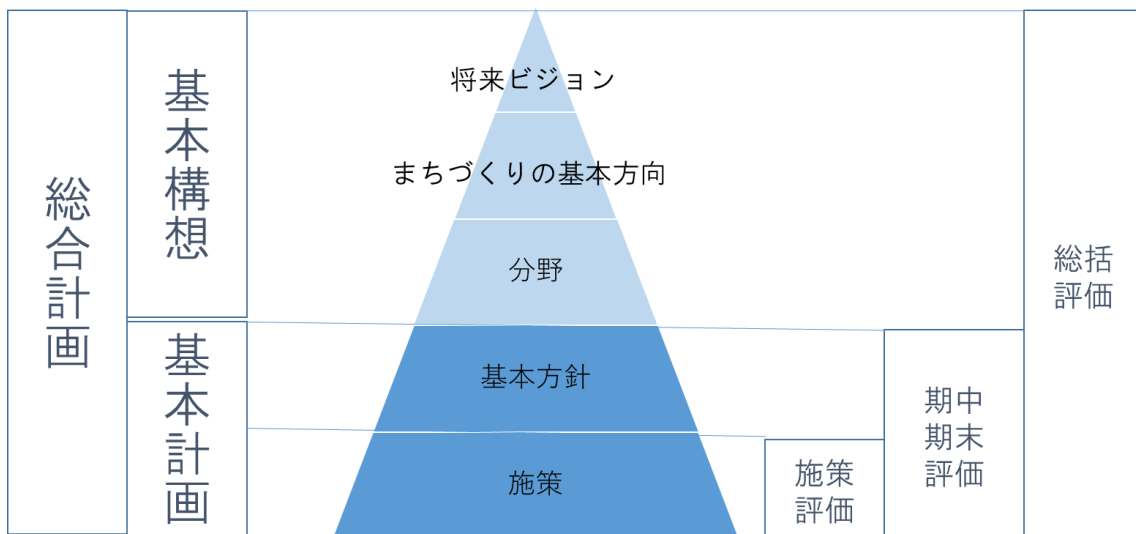 総合計画
基本構想
基本計画
将来ビジョン
まちづくりの基本方向
分野
基本方針
施策
施策
評価
期中
期末
評価
総括
評価